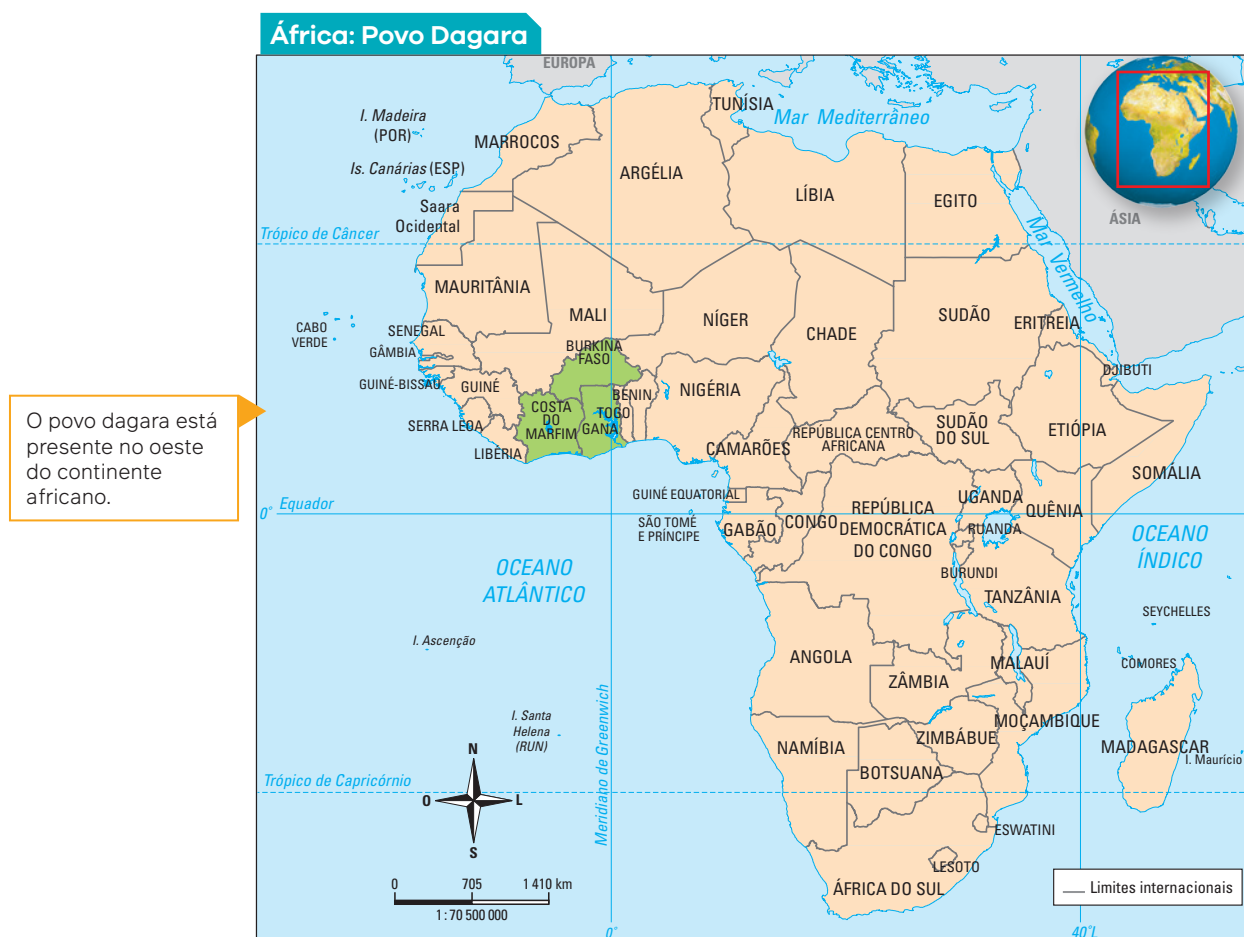 África: Povo Dagara
EUROPA
TUNÍSIA
Mar Mediterrâneo
I. Madeira
(POR)
MARROCOS
Is. Canárias (ESP)
ARGÉLIA
LÍBIA
EGITO
Saara
Ocidental
ÁSIA
Trópico de Câncer
Mar Vermelho
MAURITÂNIA
MALI
NÍGER
CHADE
SUDÃO
ERITREIA
CABO
VERDE
SENEGAL
GÂMBIA
BURKINA
FASO
DJIBUTI
GUINÉ-BISSAU
GUINÉ
BENIN
NIGÉRIA
COSTA
DO
MARFIM
TOGO
GANA
SERRA LEOA
LIBÉRIA
CAMARÕES
REPÚBLICA CENTRO
AFRICANA
SUDÃO
DO SUL
ETIÓPIA
SOMÁLIA
O povo dagara está
presente no oeste
do continente
africano.
GUINÉ EQUATORIAL
UGANDA
QUÊNIA
0° Equador
SÃO TOMÉ
E PRÍNCIPE
GABÃO
CONGO
REPÚBLICA
DEMOCRÁTICA
DO CONGO
RUANDA
BURUNDI
OCEANO
ÍNDICO
OCEANO
ATLÂNTICO
TANZÂNIA
SEYCHELLES
I. Ascenção
ANGOLA
MALAUÍ
COMORES
ZÂMBIA
I. Santa
Helena
(RUN)
Meridiano de Greenwich
MOÇAMBIQUE
NAMÍBIA
ZIMBÁBUE
MADAGASCAR
I. Maurício
BOTSUANA
Trópico de Capricórnio
N
O
L
S
ESWATINI
LESOTO
ÁFRICA DO SUL
0 705 1 410 km
1 : 70 500 000
Limites internacionais
0°
40°L